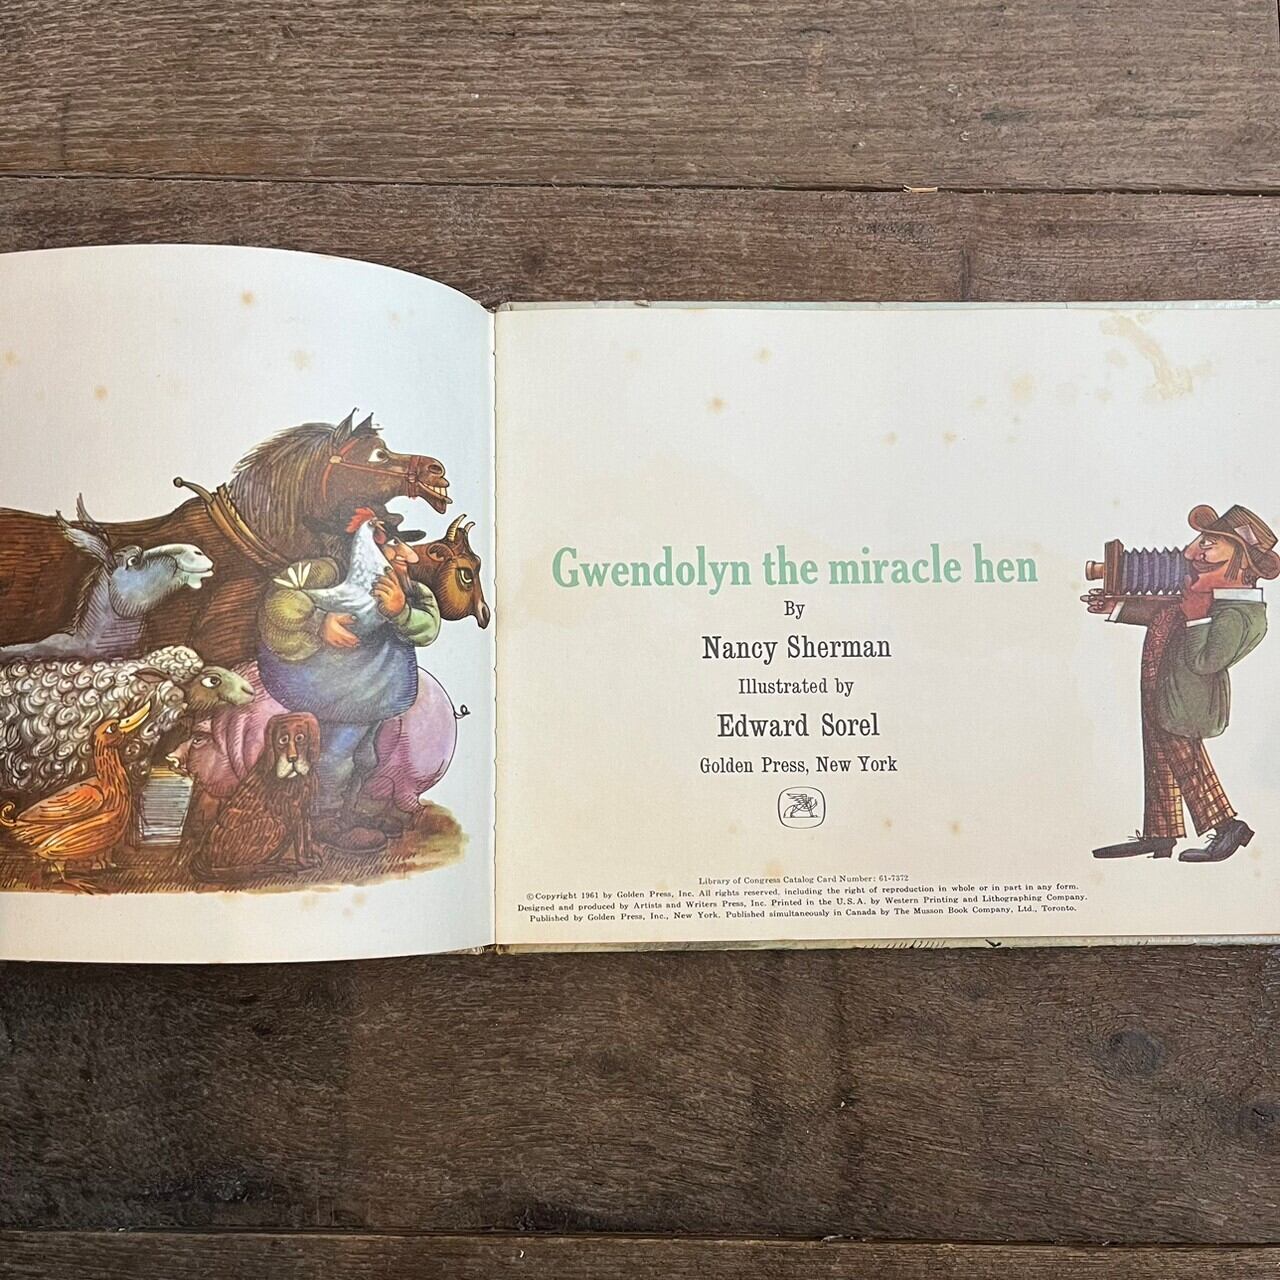 Gwendolyn the miracle hen
By
Nancy Sherman
Illustrated by
Edward Sorel
Golden Press, New York
Library of Congress Catalog Card Number: 61-7372
©Copyright 1961 by Golden Press, Inc. All rights reserved, including the right of reproduction in whole or in part in any form.
Designed and produced by Artists and Writers Press, Inc. Printed in the U.S.A. by Western Printing and Lithographing Company.
Published by Golden Press, Inc., New York. Published simultaneously in Canada by The Musson Book Company, Ltd., Toronto.